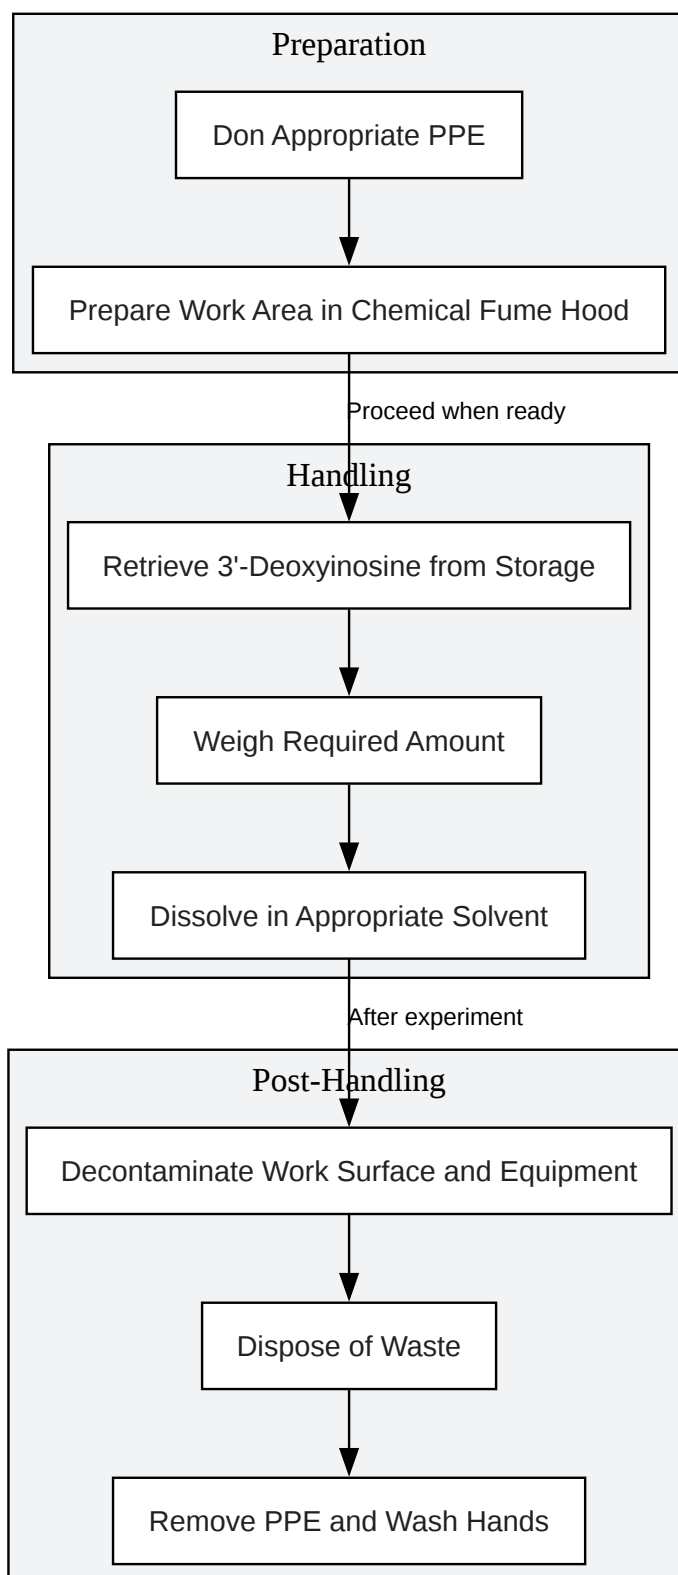 Preparation
Don Appropriate PPE
Prepare Work Area in Chemical Fume Hood
Proceed when ready
Handling
Retrieve 3'-Deoxyinosine from Storage
Weigh Required Amount
Dissolve in Appropriate Solvent
After experiment
Post-Handling
Decontaminate Work Surface and Equipment
Dispose of Waste
Remove PPE and Wash Hands